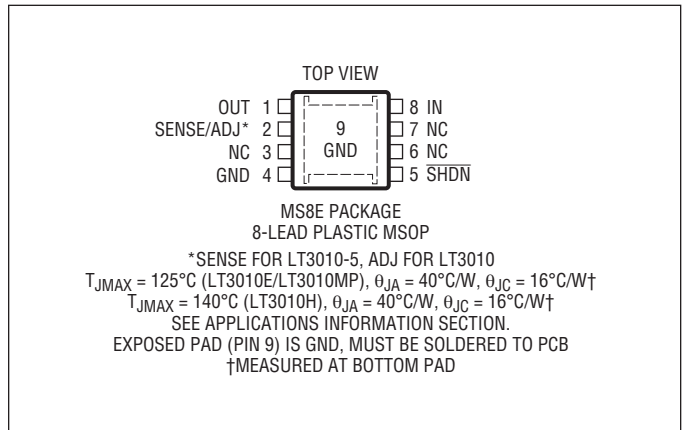 TOP VIEW
OUT 1
SENSE/ADJ* 2
NC 3
GND 4
9
GND
8 IN
7 NC
6 NC
5 S̅H̅D̅N̅
MS8E PACKAGE
8-LEAD PLASTIC MSOP
*SENSE FOR LT3010-5, ADJ FOR LT3010
TJMAX = 125°C (LT3010E/LT3010MP), θJA = 40°C/W, θJC = 16°C/W†
TJMAX = 140°C (LT3010H), θJA = 40°C/W, θJC = 16°C/W†
SEE APPLICATIONS INFORMATION SECTION.
EXPOSED PAD (PIN 9) IS GND, MUST BE SOLDERED TO PCB
†MEASURED AT BOTTOM PAD